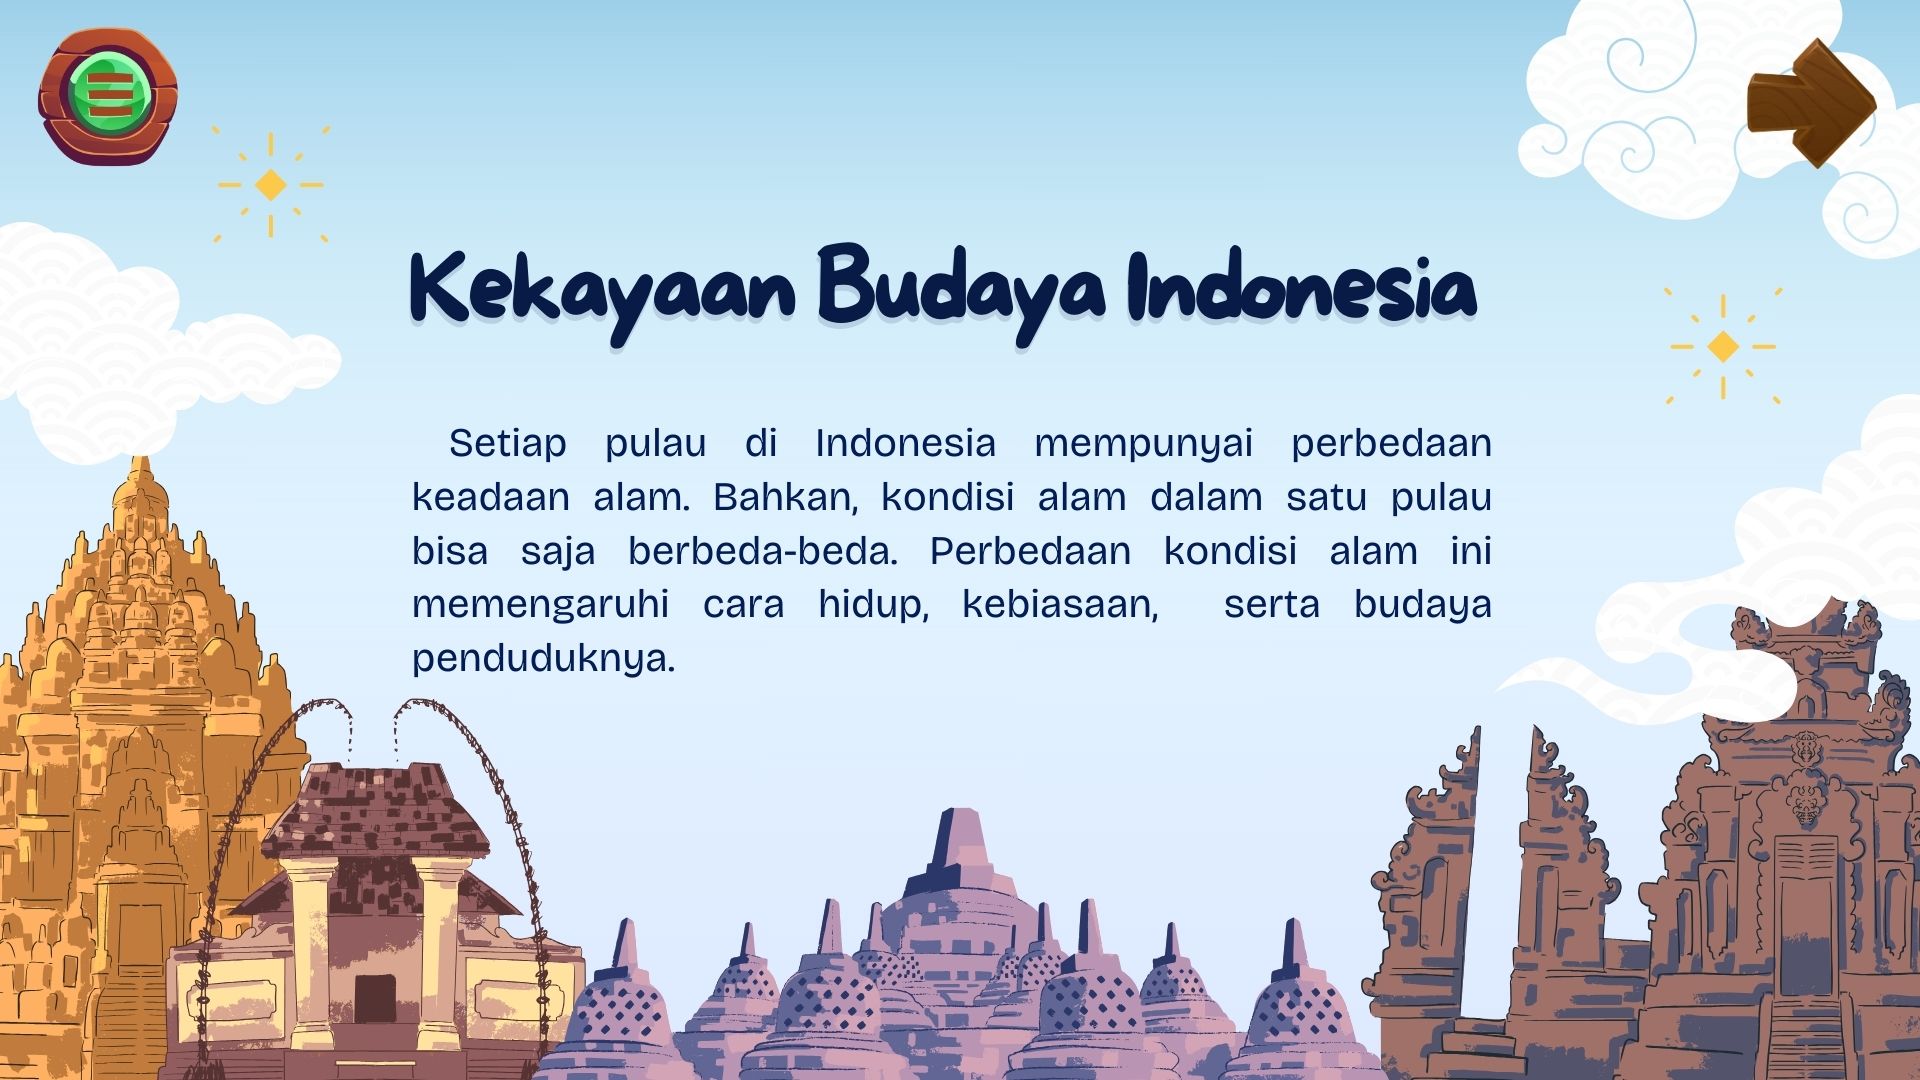 Kekayaan Budaya Indonesia
Setiap pulau di Indonesia mempunyai perbedaan
keadaan alam. Bahkan, kondisi alam dalam satu pulau
bisa saja berbeda-beda. Perbedaan kondisi alam ini
memengaruhi cara hidup, kebiasaan, serta budaya
penduduknya.